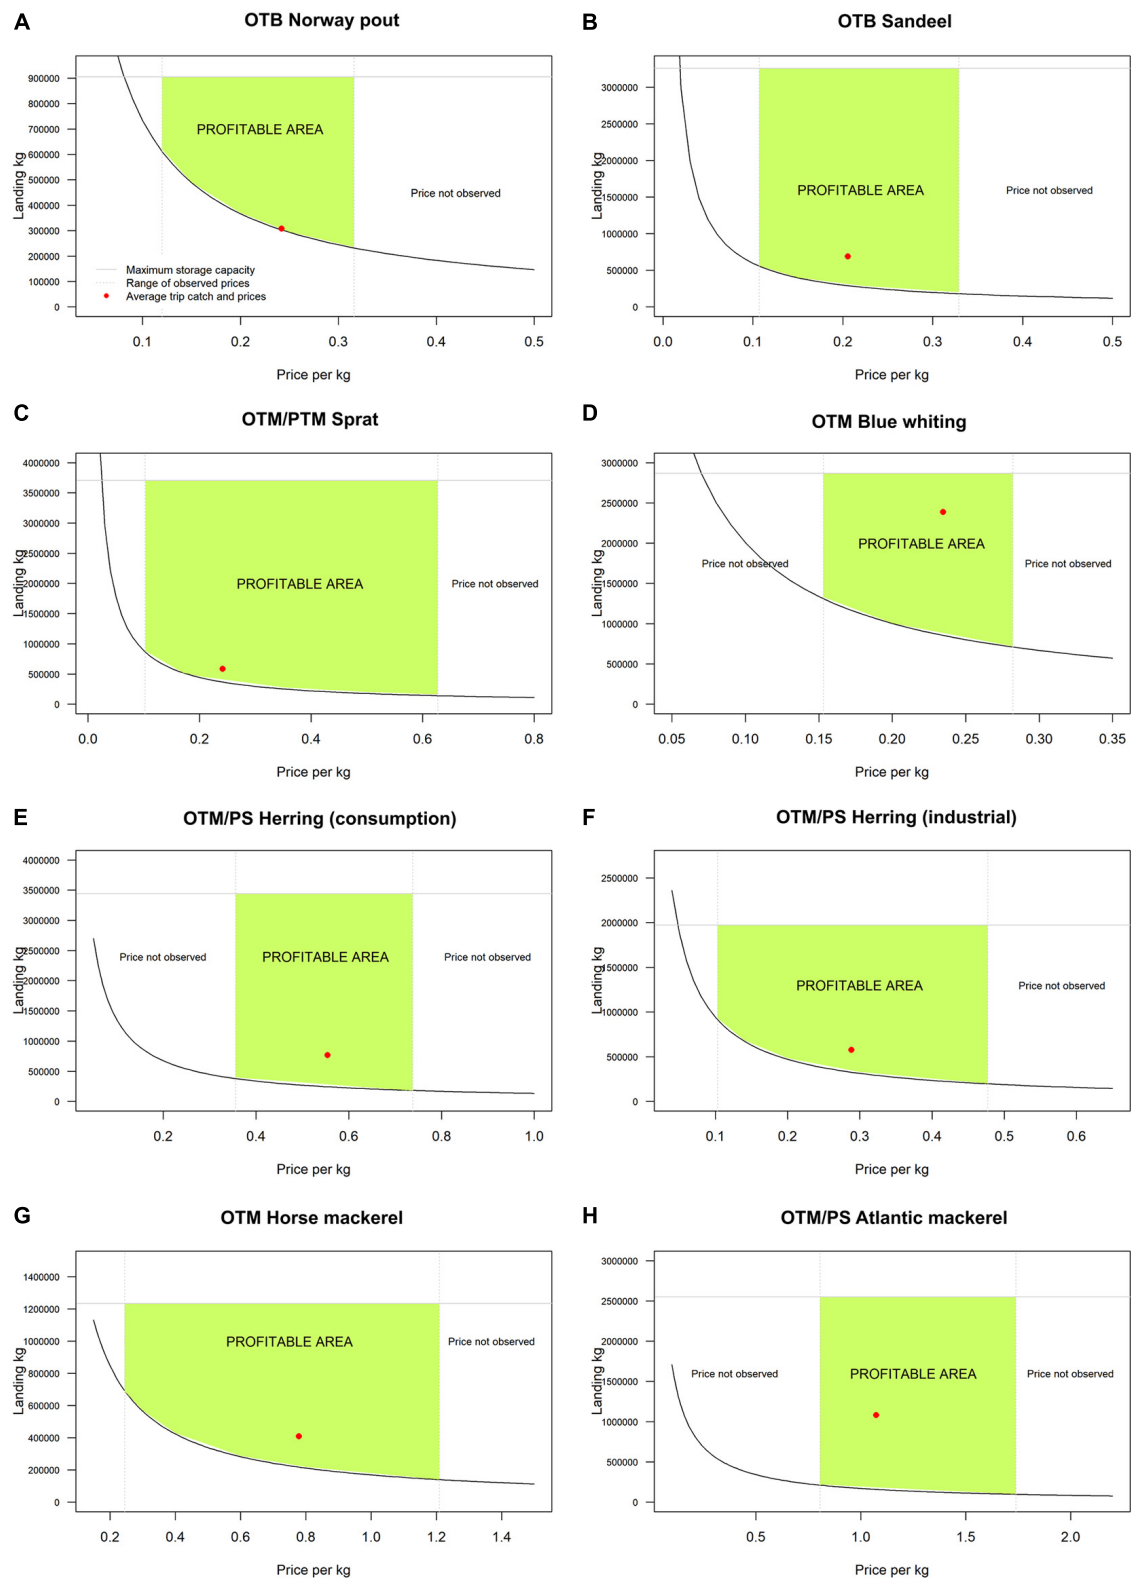 A
OTB Norway pout
Landing kg
900000
800000
700000
600000
500000
400000
300000
200000
100000
0
PROFITABLE AREA
Price not observed
Maximum storage capacity
Range of observed prices
Average trip catch and prices
0.1 0.2 0.3 0.4 0.5
Price per kg
B
OTB Sandeel
Landing kg
3000000
2000000
1500000
1000000
500000
0
PROFITABLE AREA
Price not observed
0.0 0.1 0.2 0.3 0.4 0.5
Price per kg
C
OTM/PTM Sprat
Landing kg
4000000
3500000
3000000
2500000
2000000
1500000
1000000
500000
0
PROFITABLE AREA
Price not observed
0.0 0.2 0.4 0.6 0.8
Price per kg
D
OTM Blue whiting
Landing kg
3000000
2500000
2000000
1500000
1000000
500000
0
Price not observed
PROFITABLE AREA
Price not observed
0.05 0.10 0.15 0.20 0.25 0.30 0.35
Price per kg
E
OTM/PS Herring (consumption)
Landing kg
4000000
3500000
3000000
2500000
2000000
1500000
1000000
500000
0
Price not observed
PROFITABLE AREA
Price not observed
0.2 0.4 0.6 0.8 1.0
Price per kg
F
OTM/PS Herring (industrial)
Landing kg
2500000
2000000
1500000
1000000
500000
0
PROFITABLE AREA
Price not observed
0.1 0.2 0.3 0.4 0.5 0.6
Price per kg
G
OTM Horse mackerel
Landing kg
1400000
1200000
1000000
800000
600000
400000
200000
0
PROFITABLE AREA
Price not observed
0.2 0.4 0.6 0.8 1.0 1.2 1.4
Price per kg
H
OTM/PS Atlantic mackerel
Landing kg
3000000
2500000
2000000
1500000
1000000
500000
0
Price not observed
PROFITABLE AREA
Price not observed
0.5 1.0 1.5 2.0
Price per kg